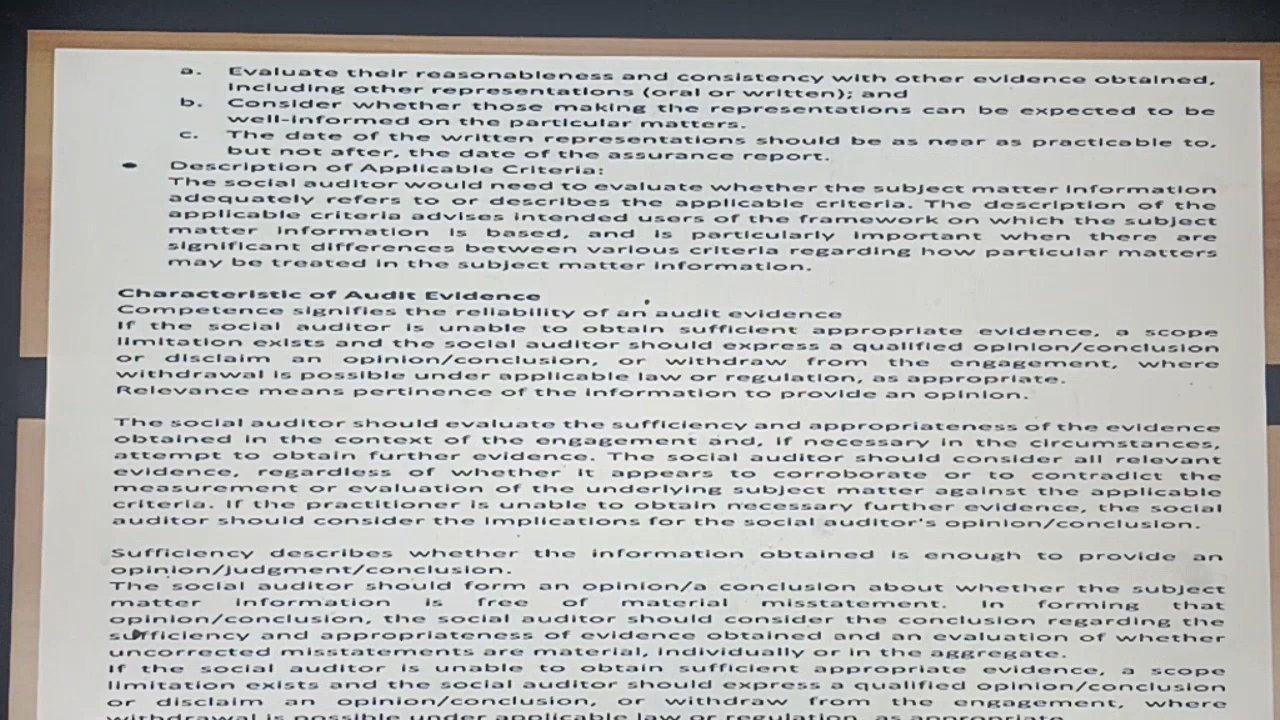 a. Evaluate their reasonableness and consistency with other evidence obtained,
including other representations (oral or written); and
b. Consider whether those making the representations can be expected to be
well-informed on the particular matters.
c. The date of the written representations should be as near as practicable to,
but not after, the date of the assurance report.
• Description of Applicable Criteria:
The social auditor would need to evaluate whether the subject matter information
adequately refers to or describes the applicable criteria. The description of the
applicable criteria advises intended users of the framework on which the subject
matter information is based, and is particularly important when there are
significant differences between various criteria regarding how particular matters
may be treated in the subject matter information.
Characteristic of Audit Evidence
Competence signifies the reliability of an audit evidence
If the social auditor is unable to obtain sufficient appropriate evidence, a scope
limitation exists and the social auditor should express a qualified opinion/conclusion
or disclaim an opinion/conclusion, or withdraw from the engagement, where
withdrawal is possible under applicable law or regulation, as appropriate.
Relevance means pertinence of the information to provide an opinion.
The social auditor should evaluate the sufficiency and appropriateness of the evidence
obtained in the context of the engagement and, if necessary in the circumstances,
attempt to obtain further evidence. The social auditor should consider all relevant
evidence, regardless of whether it appears to corroborate or to contradict the
measurement or evaluation of the underlying subject matter against the applicable
criteria. If the practitioner is unable to obtain necessary further evidence, the social
auditor should consider the implications for the social auditor's opinion/conclusion.
Sufficiency describes whether the information obtained is enough to provide an
opinion/judgment/conclusion.
The social auditor should form an opinion/a conclusion about whether the subject
matter information is free of material misstatement. In forming that
opinion/conclusion, the social auditor should consider the conclusion regarding the
sufficiency and appropriateness of evidence obtained and an evaluation of whether
uncorrected misstatements are material, individually or in the aggregate.
If the social auditor is unable to obtain sufficient appropriate evidence, a scope
limitation exists and the social auditor should express a qualified opinion/conclusion
or disclaim an opinion/conclusion, or withdraw from the engagement, where
withdrawal is possible under applicable law or regulation, as appropriate.